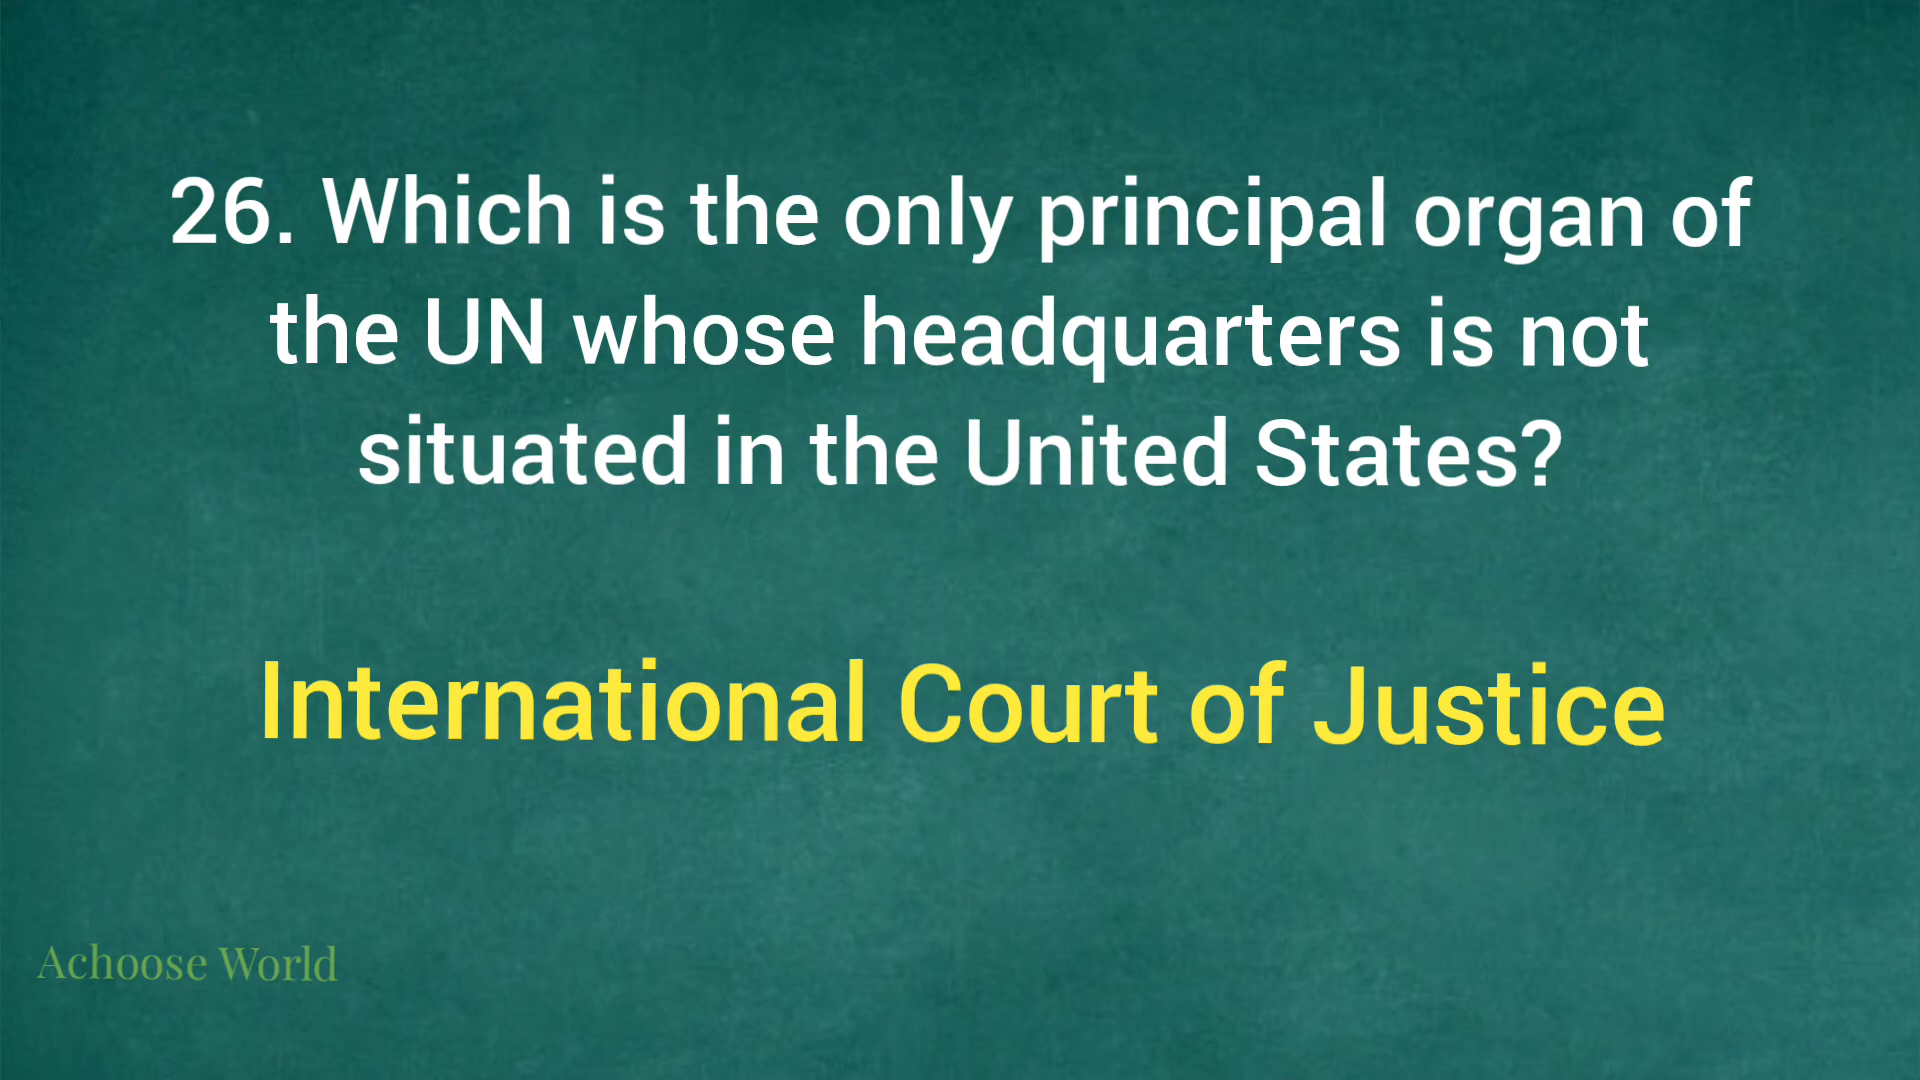 26. Which is the only principal organ of
the UN whose headquarters is not
situated in the United States?
International Court of Justice
Achoose World